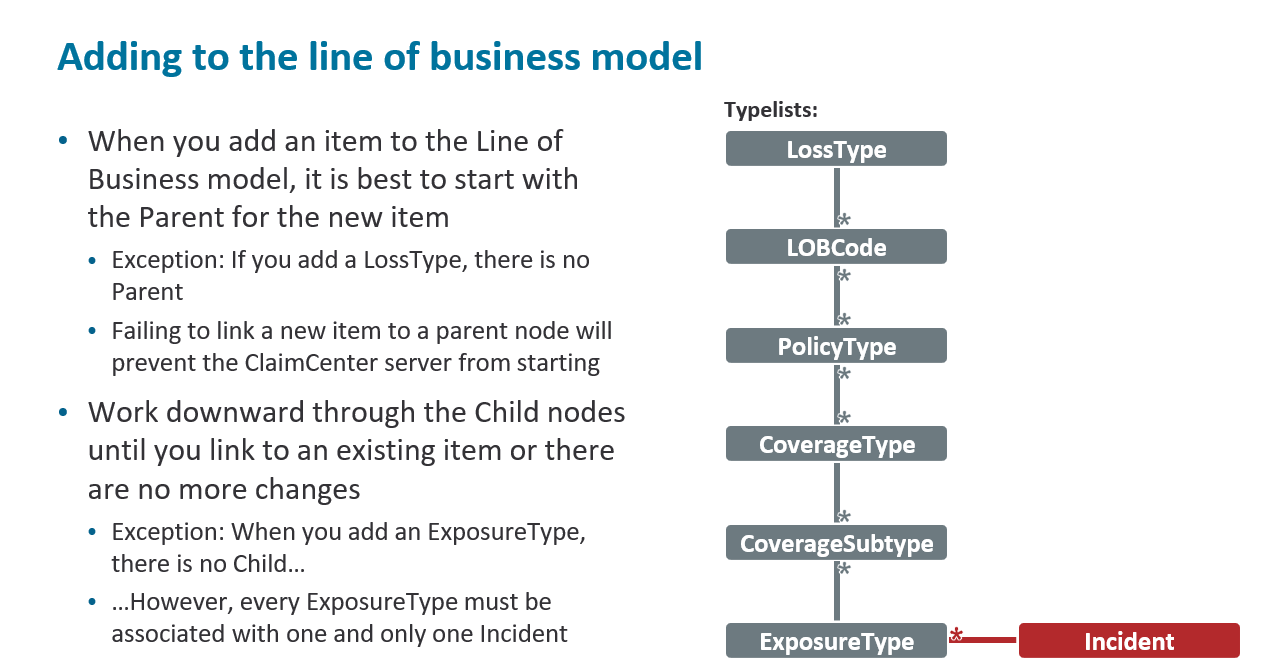 Adding to the line of business model
• When you add an item to the Line of
Business model, it is best to start with
the Parent for the new item
• Exception: If you add a LossType, there is no
Parent
• Failing to link a new item to a parent node will
prevent the ClaimCenter server from starting
• Work downward through the Child nodes
until you link to an existing item or there
are no more changes
• Exception: When you add an ExposureType,
there is no Child…
• …However, every ExposureType must be
associated with one and only one Incident
Typelists:
LossType
*
LOBCode
*
*
PolicyType
*
*
CoverageType
*
CoverageSubtype
*
ExposureType
*
Incident